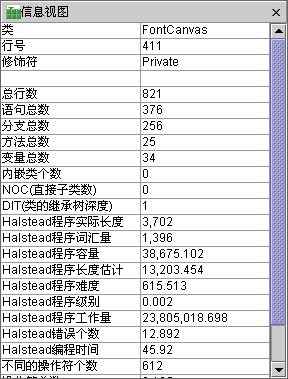 信息视图
类 FontCanvas
行号 411
修饰符 Private
总行数 821
语句总数 376
分支总数 256
方法总数 25
变量总数 34
内嵌类个数 0
NOC(直接子类数) 0
DIT(类的继承树深度) 1
Halstead程序实际长度 3,702
Halstead程序词汇量 1,396
Halstead程序容量 38,675.102
Halstead程序长度估计 13,203.454
Halstead程序难度 615.513
Halstead程序级别 0.002
Halstead程序工作量 23,805,018.698
Halstead错误个数 12.892
Halstead编程时间 45.92
不同的操作符个数 612